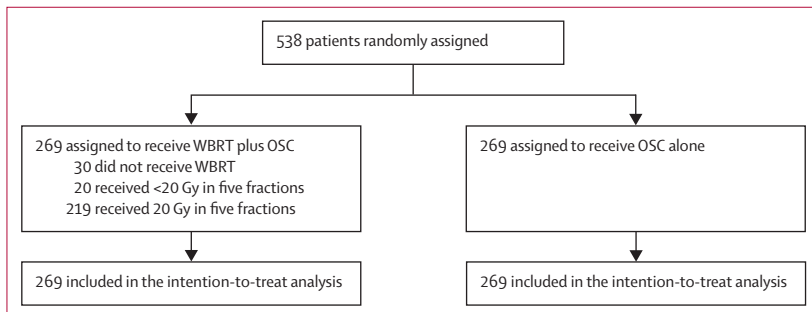 538 patients randomly assigned
269 assigned to receive WBRT plus OSC
30 did not receive WBRT
20 received <20 Gy in five fractions
219 received 20 Gy in five fractions
269 assigned to receive OSC alone
269 included in the intention-to-treat analysis
269 included in the intention-to-treat analysis